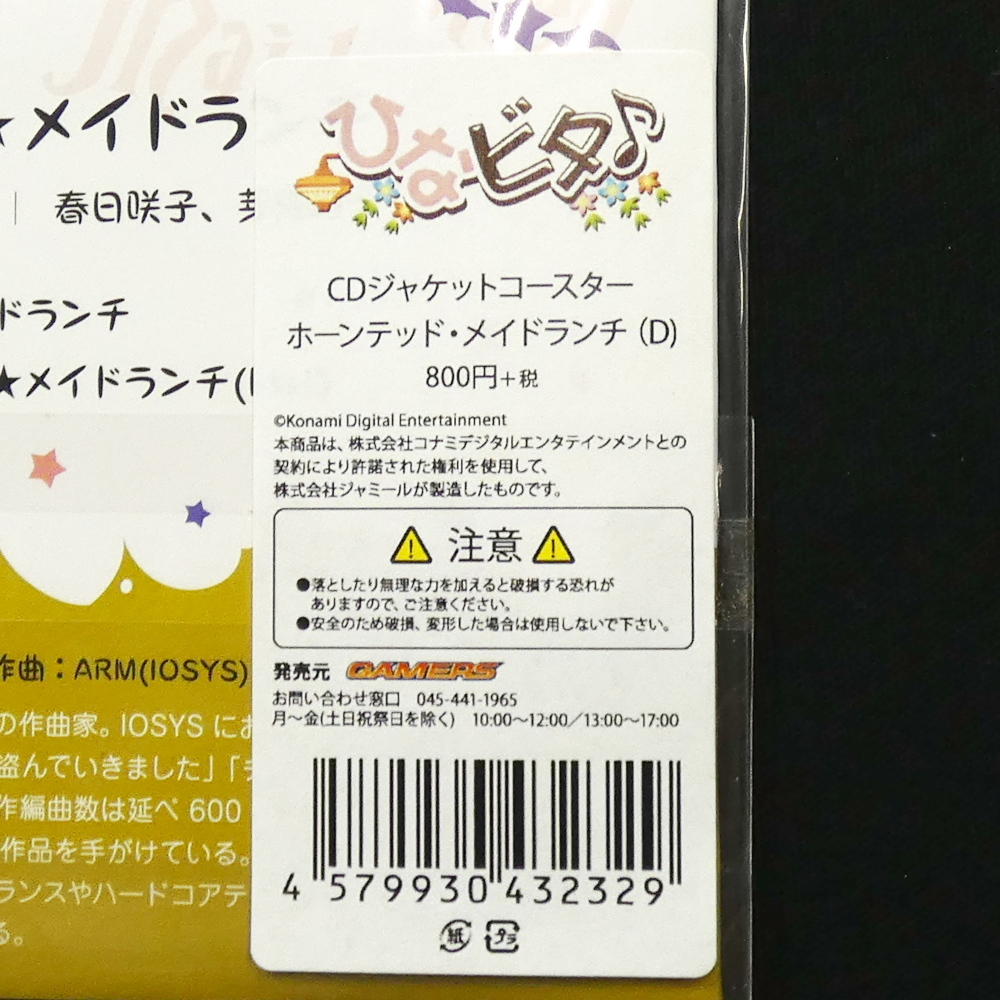 ★メイドラン
春日咲子、
ドランチ
★メイドランチ(
作曲：ARM(IOSYS)
の作曲家。IOSYS にお
盗んでいきました」「チ
作編曲数は延べ 600
作品を手がけている。
ランスやハードコアテ
る。
ひなビタ♪
CDジャケットコースター
ホーンテッド・メイドランチ (D)
800円+税
©Konami Digital Entertainment
本商品は、株式会社コナミデジタルエンタテインメントとの
契約により許諾された権利を使用して、
株式会社ジャミールが製造したものです。
注意
●落としたり無理な力を加えると破損する恐れが
ありますので、ご注意ください。
●安全のため破損、変形した場合は使用しないで下さい。
発売元 GAMERS
お問い合わせ窓口 045-441-1965
月〜金(土日祝祭日を除く) 10:00〜12:00／13:00〜17:00
4 579930 432329
紙 プラ